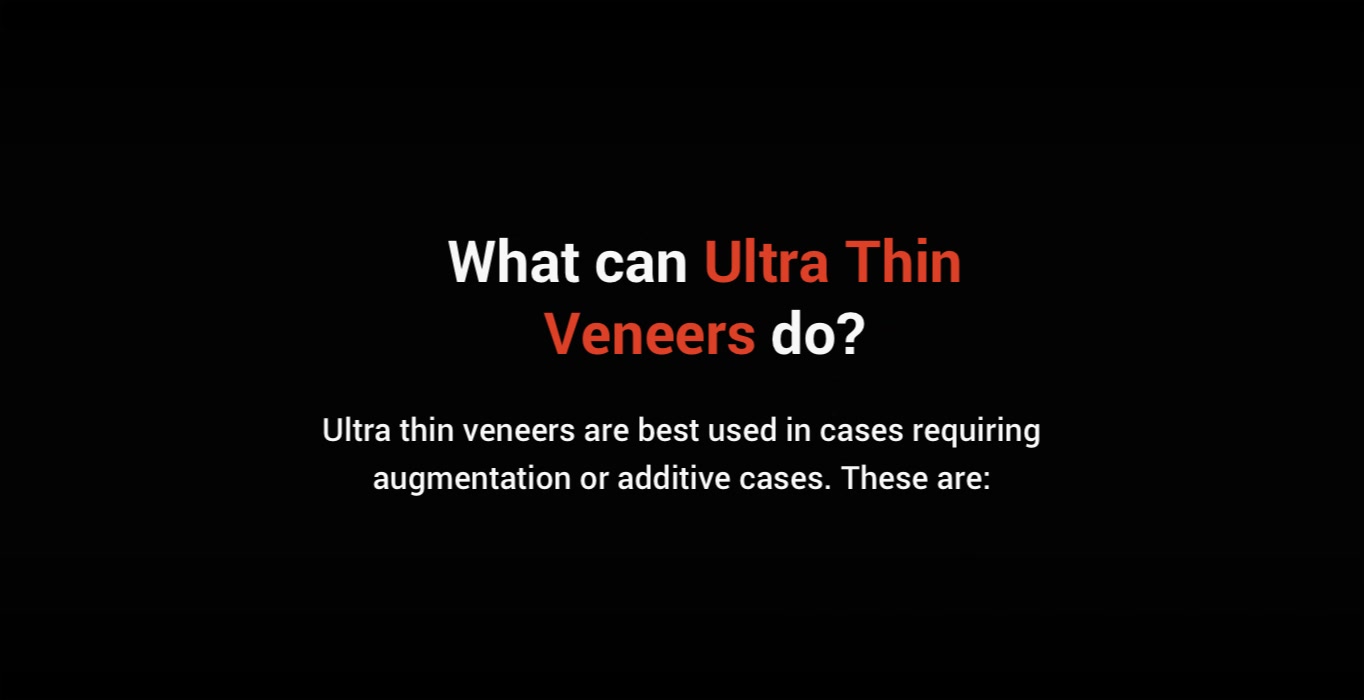 What can Ultra Thin
Veneers do?
Ultra thin veneers are best used in cases requiring
augmentation or additive cases. These are: